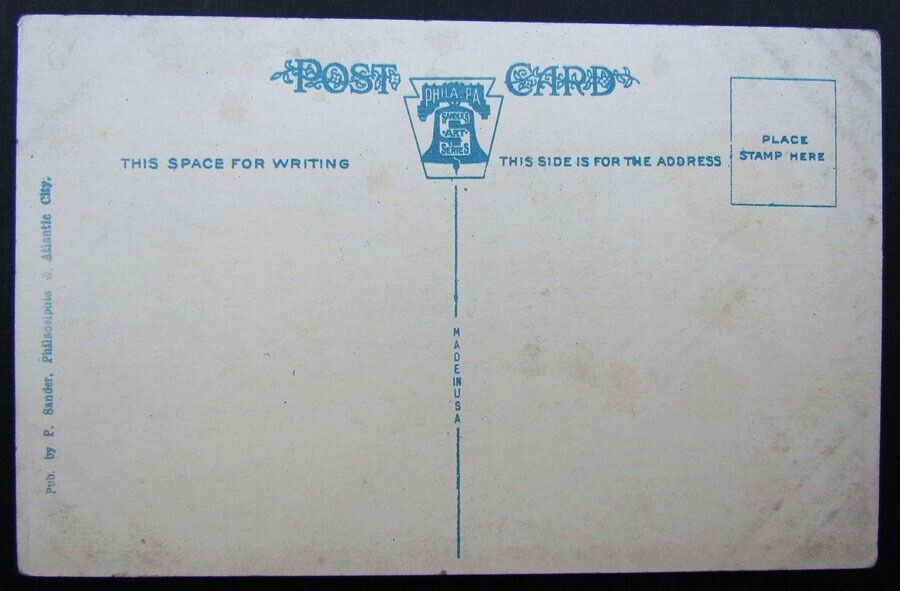 POST CARD
PHILA. PA.
SANDERS
ART
SERIES
THIS SPACE FOR WRITING
THIS SIDE IS FOR THE ADDRESS
PLACE
STAMP HERE
MADE IN USA
Pub. by P. Sander, Philadelphia & Atlantic City.